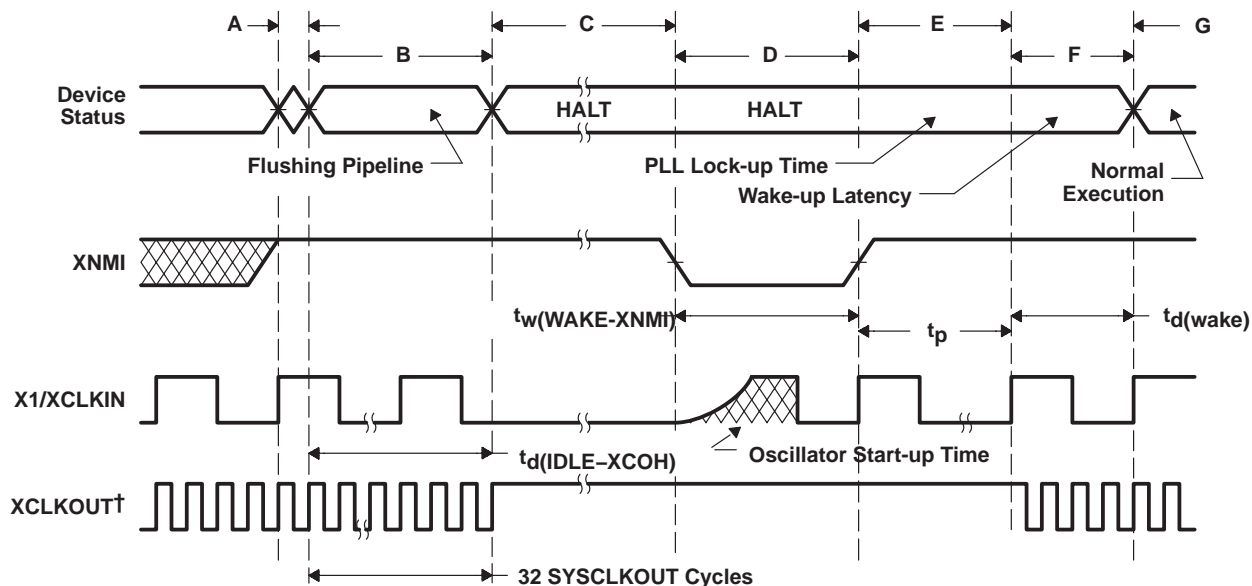 A
B
C
D
E
F
G
Device
Status
HALT
HALT
Flushing Pipeline
PLL Lock-up Time
Wake-up Latency
Normal
Execution
XNMI
tw(WAKE-XNMI)
tp
td(wake)
X1/XCLKIN
Oscillator Start-up Time
td(IDLE–XCOH)
XCLKOUT†
32 SYSCLKOUT Cycles